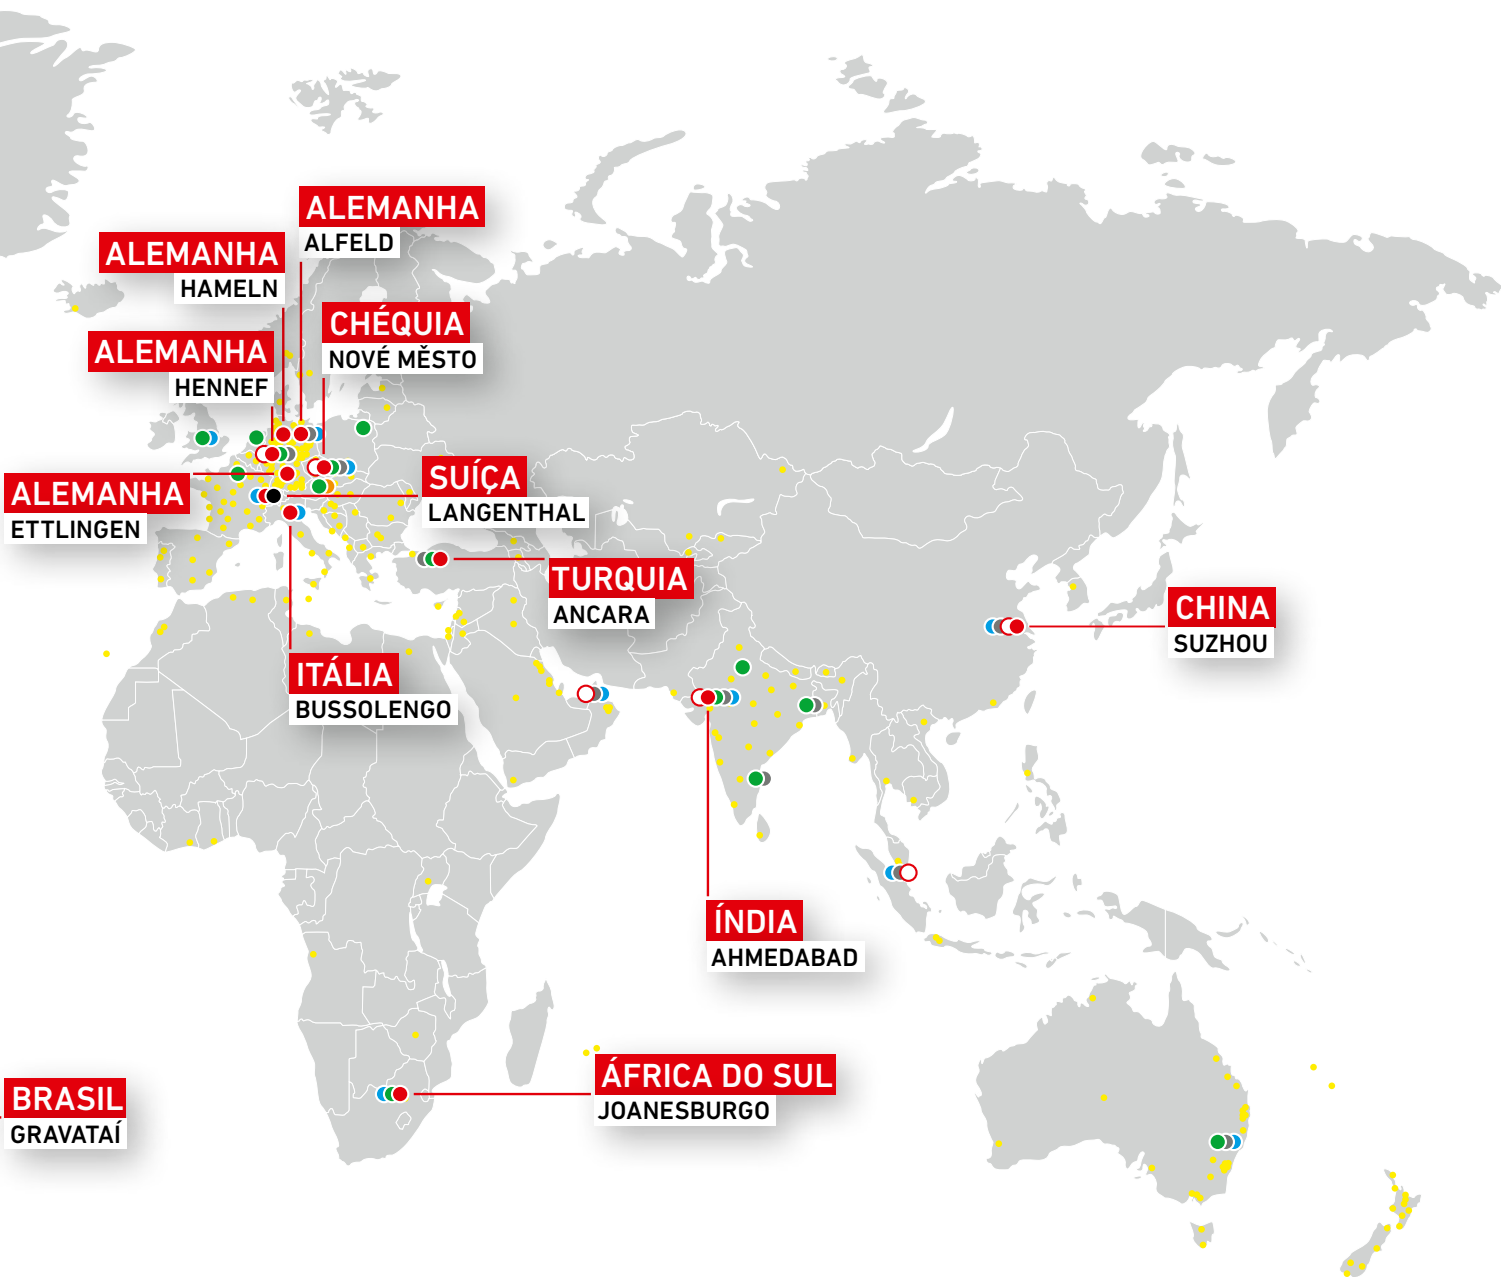 ALEMANHA
ALFELD
ALEMANHA
HAMELN
CHÉQUIA
NOVÉ MĚSTO
ALEMANHA
HENNEF
SUÍÇA
LANGENTHAL
ALEMANHA
ETTLINGEN
TURQUIA
ANCARA
CHINA
SUZHOU
ITÁLIA
BUSSOLENGO
ÍNDIA
AHMEDABAD
ÁFRICA DO SUL
JOANESBURGO
BRASIL
GRAVATAÍ